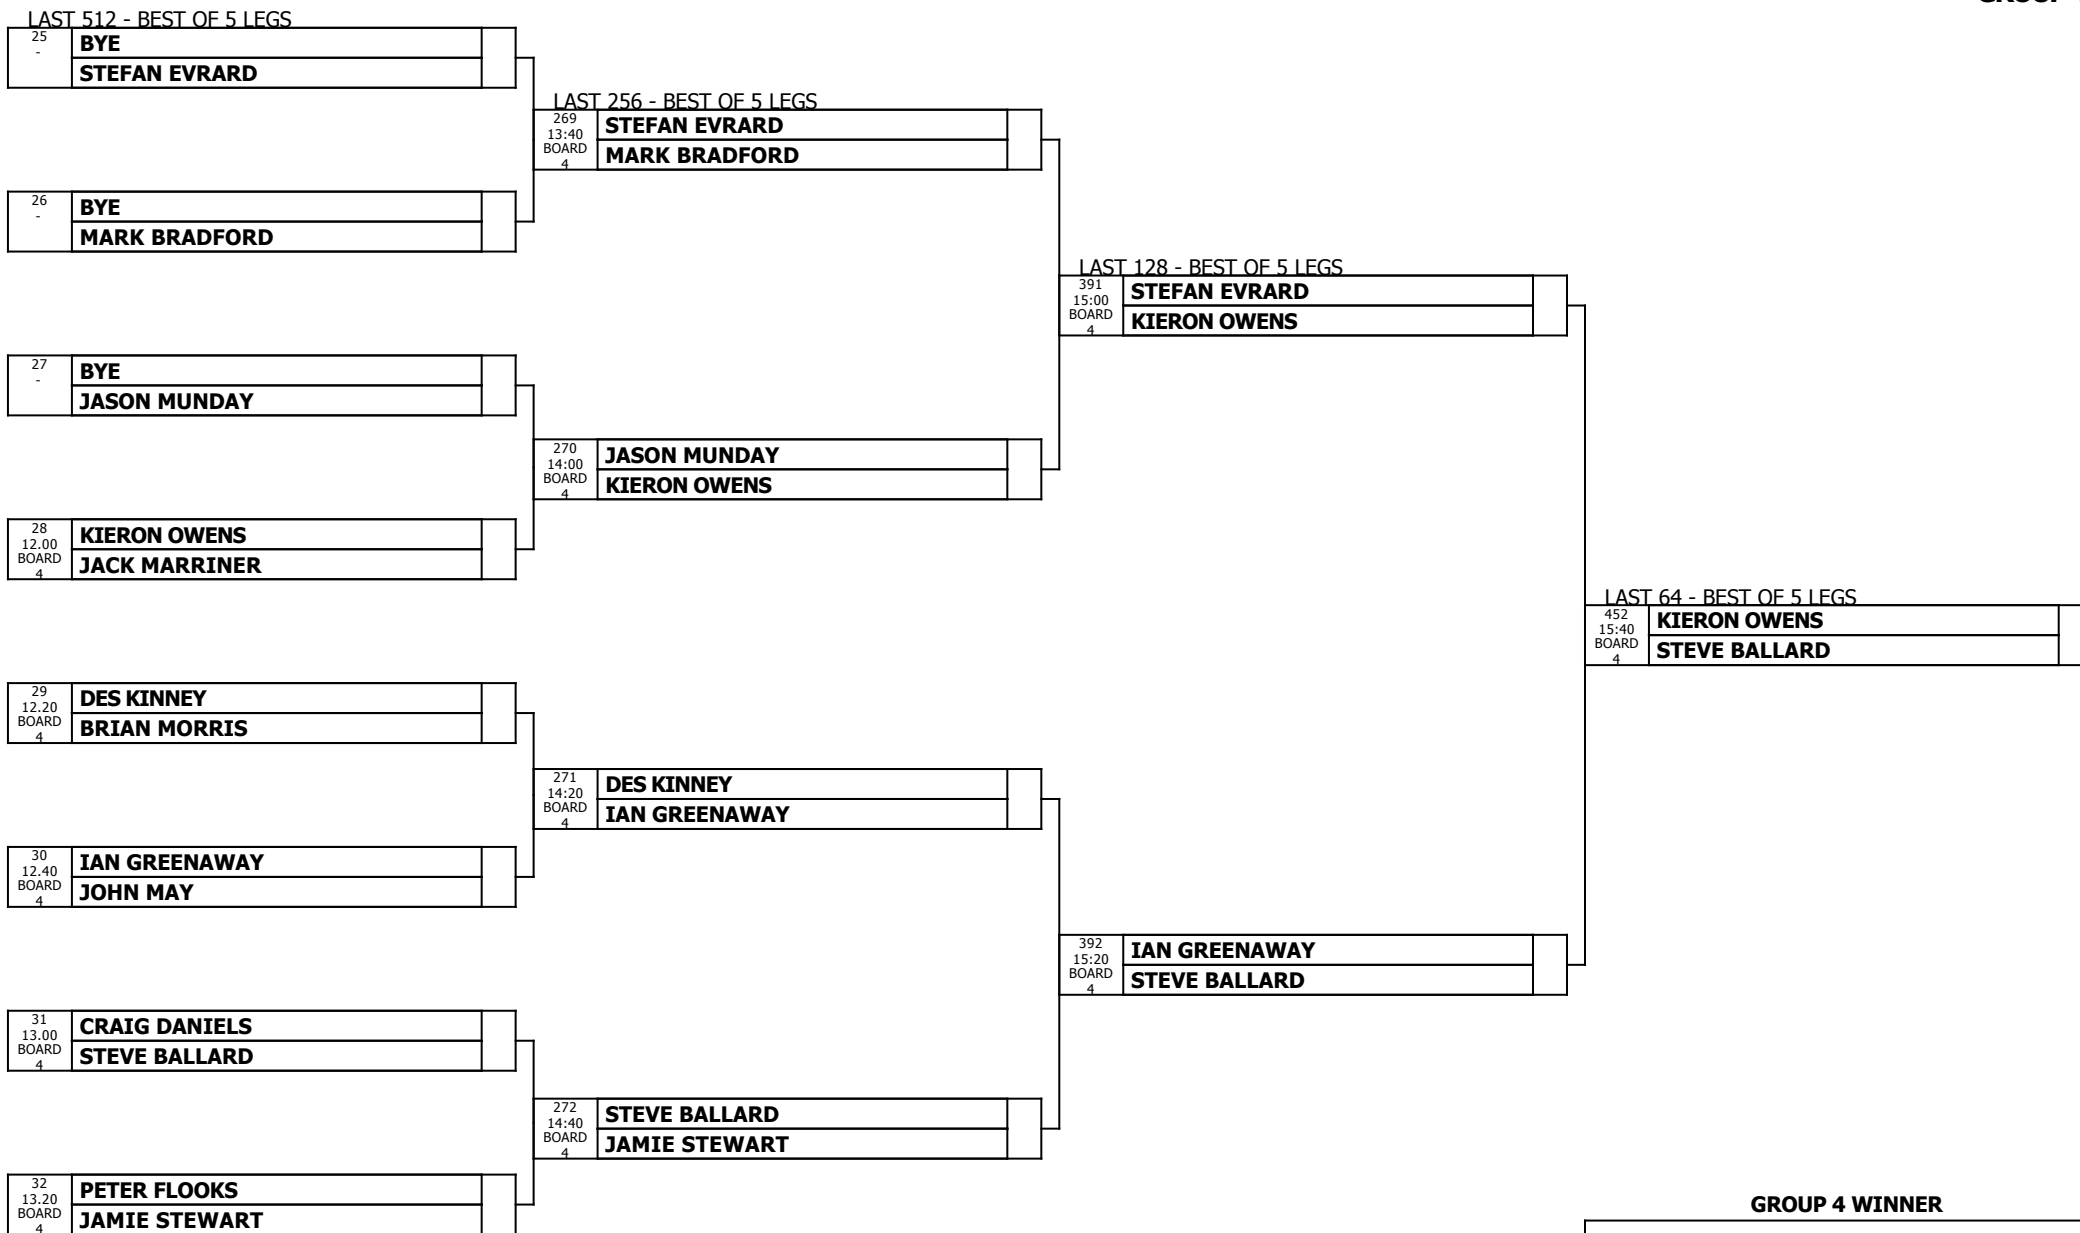 GROUP
LAST 512 - BEST OF 5 LEGS
25
-
BYE
STEFAN EVRARD
26
-
BYE
MARK BRADFORD
27
-
BYE
JASON MUNDAY
28
12.00
BOARD
4
KIERON OWENS
JACK MARRINER
29
12.20
BOARD
4
DES KINNEY
BRIAN MORRIS
30
12.40
BOARD
4
IAN GREENAWAY
JOHN MAY
31
13.00
BOARD
4
CRAIG DANIELS
STEVE BALLARD
32
13.20
BOARD
4
PETER FLOOKS
JAMIE STEWART
LAST 256 - BEST OF 5 LEGS
269
13:40
BOARD
4
STEFAN EVRARD
MARK BRADFORD
270
14:00
BOARD
4
JASON MUNDAY
KIERON OWENS
271
14:20
BOARD
4
DES KINNEY
IAN GREENAWAY
272
14:40
BOARD
4
STEVE BALLARD
JAMIE STEWART
LAST 128 - BEST OF 5 LEGS
391
15:00
BOARD
4
STEFAN EVRARD
KIERON OWENS
392
15:20
BOARD
4
IAN GREENAWAY
STEVE BALLARD
LAST 64 - BEST OF 5 LEGS
452
15:40
BOARD
4
KIERON OWENS
STEVE BALLARD
GROUP 4 WINNER